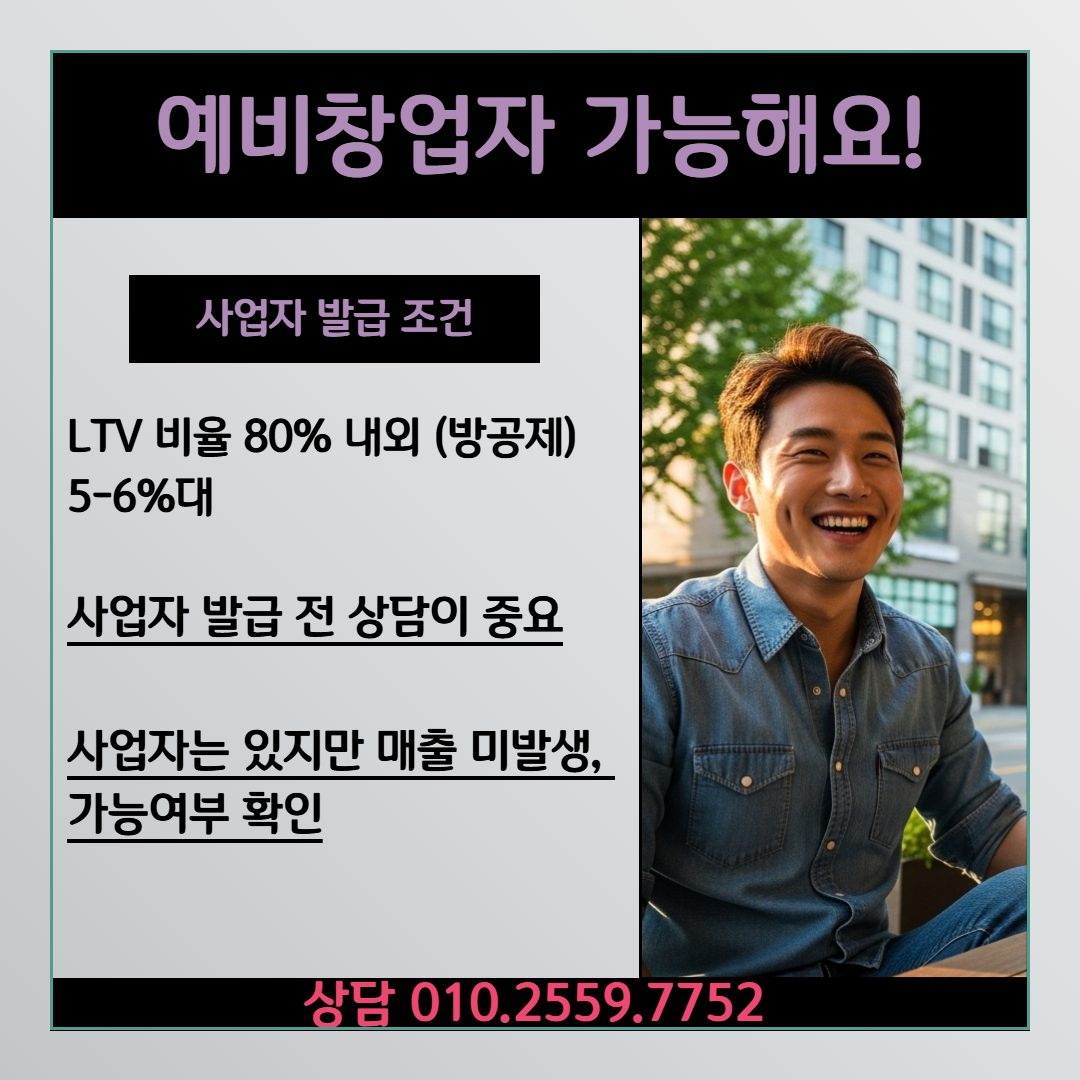 예비창업자 가능해요!
사업자 발급 조건
LTV 비율 80% 내외 (방공제)
5-6%대
사업자 발급 전 상담이 중요
사업자는 있지만 매출 미발생,
가능여부 확인
상담 010.2559.7752